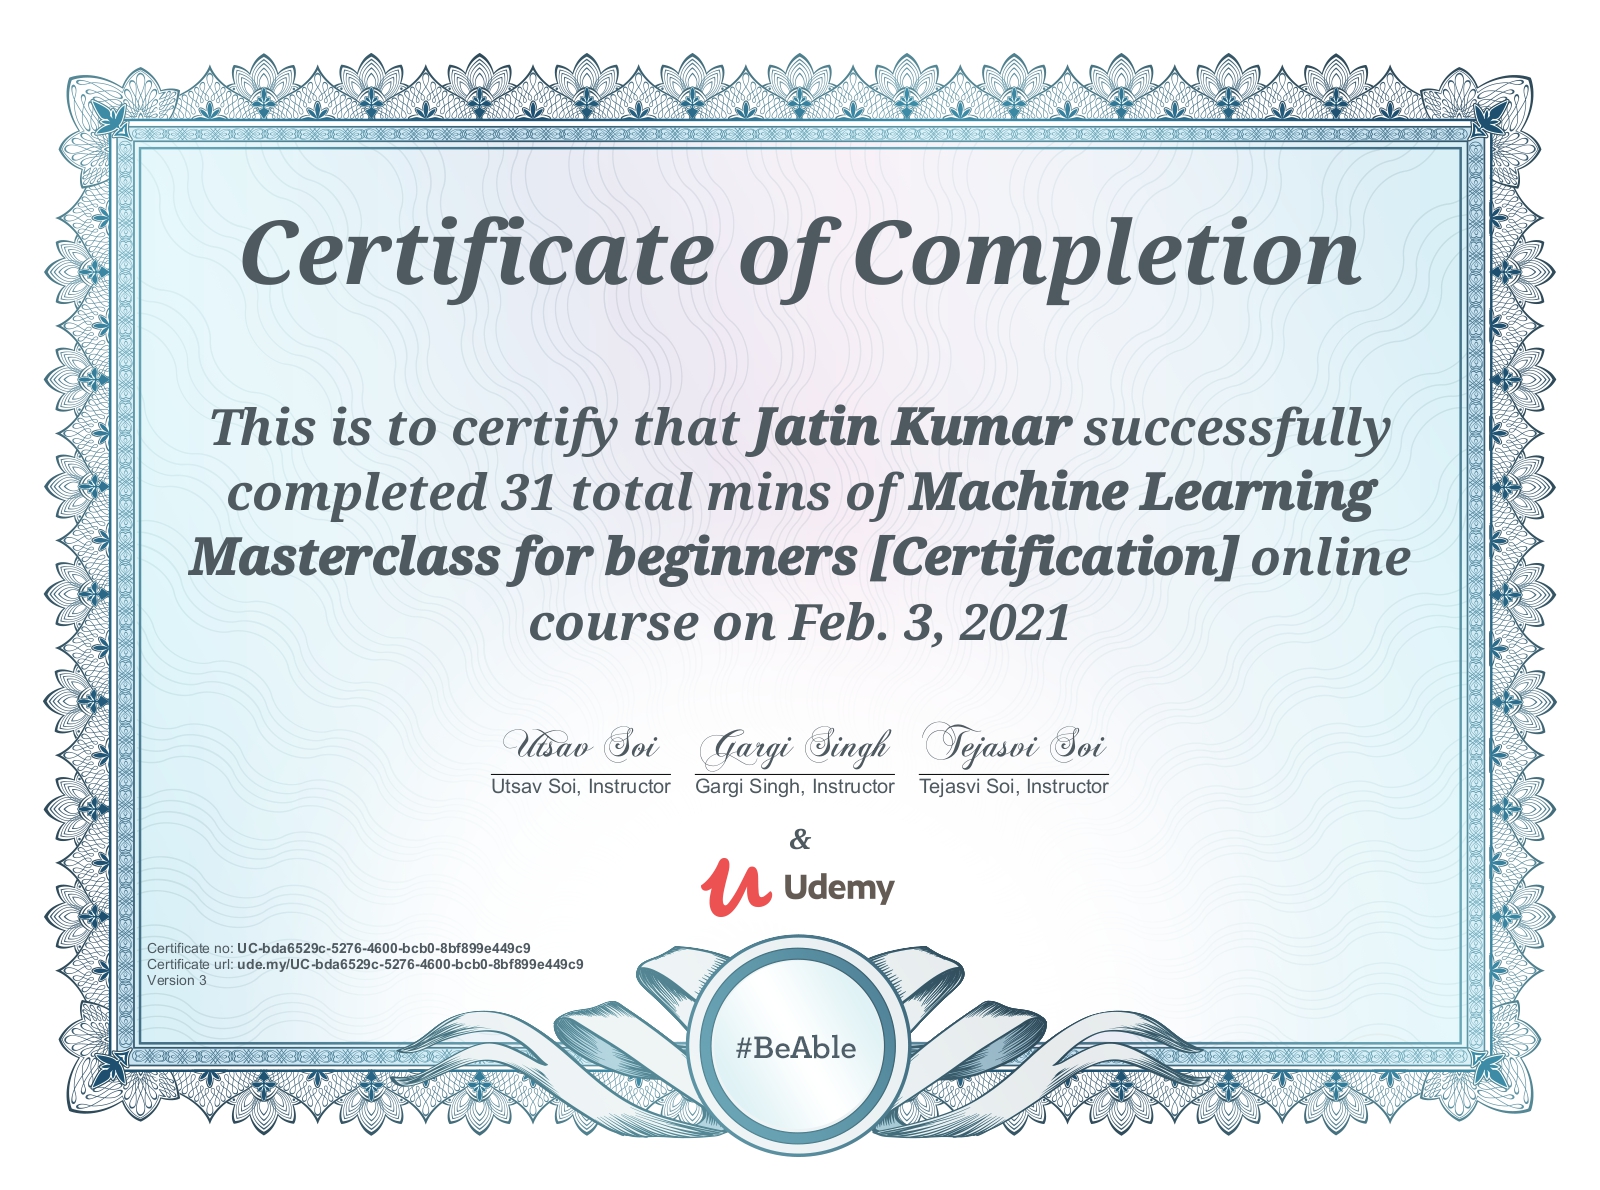 Certificate of Completion
This is to certify that Jatin Kumar successfully
completed 31 total mins of Machine Learning
Masterclass for beginners [Certification] online
course on Feb. 3, 2021
Utsav Soi Gargi Singh Tejasvi Soi
Utsav Soi, Instructor Gargi Singh, Instructor Tejasvi Soi, Instructor
&
Udemy
Certificate no: UC-bda6529c-5276-4600-bcb0-8bf899e449c9
Certificate url: ude.my/UC-bda6529c-5276-4600-bcb0-8bf899e449c9
Version 3
#BeAble